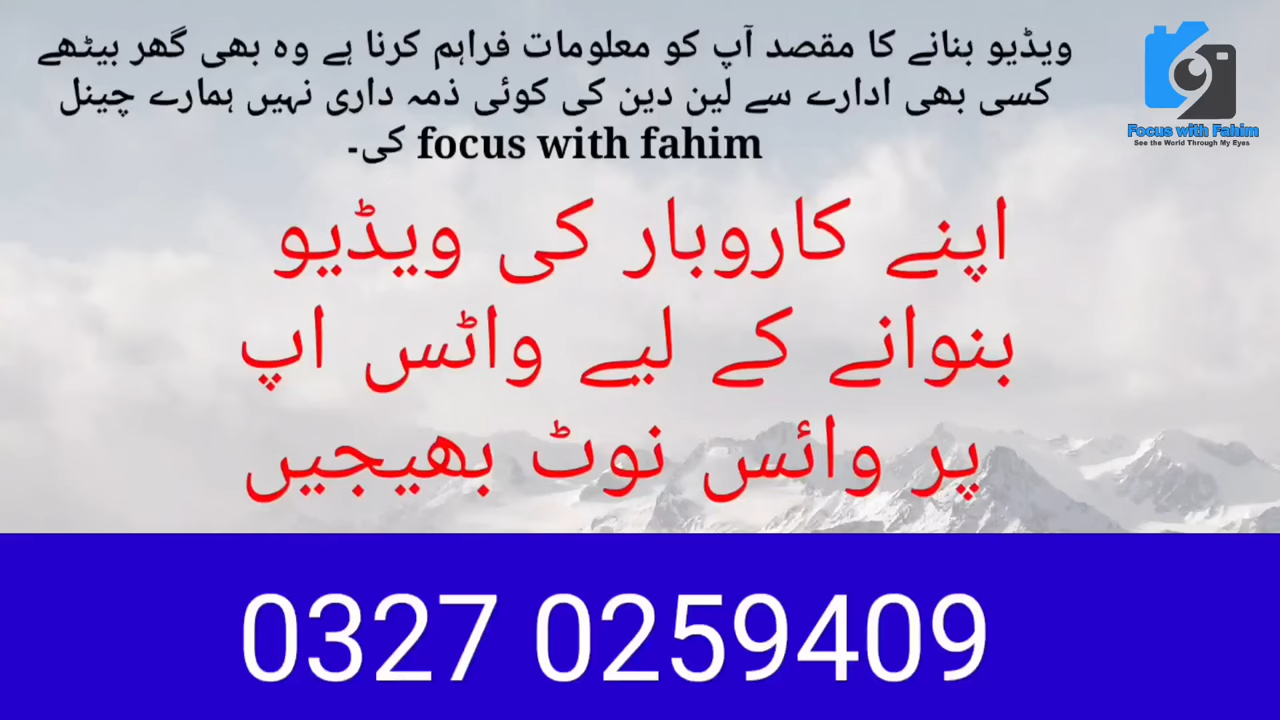 ویڈیو بنانے کا مقصد آپ کو معلومات فراہم کرنا ہے وہ بھی گھر بیٹھے
کسی بھی ادارے سے لین دین کی کوئی ذمہ داری نہیں ہمارے چینل
focus with fahim کی۔
Focus with Fahim
See the World Through My Eyes
اپنے کاروبار کی ویڈیو
بنوانے کے لیے واٹس اپ
پر وائس نوٹ بھیجیں
0327 0259409